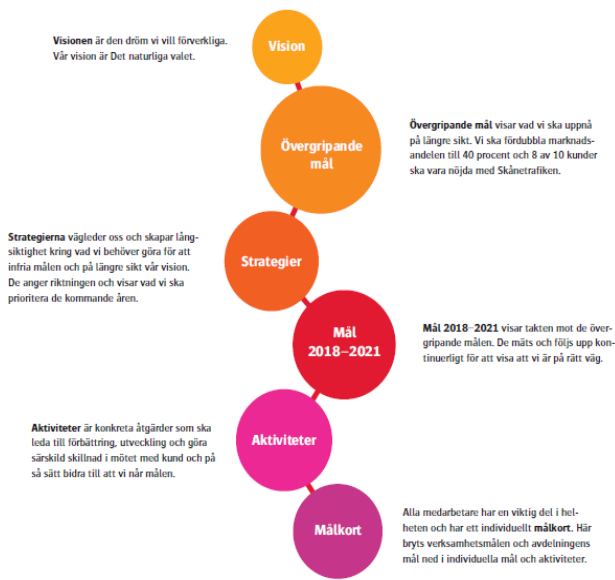 Visionen är den dröm vi vill förverkliga.
Vår vision är Det naturliga valet.
Vision
Övergripande
mål
Övergripande mål visar vad vi ska uppnå
på längre sikt. Vi ska fördubbla marknads-
andelen till 40 procent och 8 av 10 kunder
ska vara nöjda med Skånetrafiken.
Strategierna vägleder oss och skapar lång-
siktighet kring vad vi behöver göra för att
infria målen och på längre sikt vår vision.
De anger riktningen och visar vad vi ska
prioritera de kommande åren.
Strategier
Mål
2018–2021
Mål 2018–2021 visar takten mot de över-
gripande målen. De mäts och följs upp kon-
tinuerligt för att visa att vi är på rätt väg.
Aktiviteter är konkreta åtgärder som ska
leda till förbättring, utveckling och göra
särskild skillnad i mötet med kund och på
så sätt bidra till att vi når målen.
Aktiviteter
Målkort
Alla medarbetare har en viktig del i hel-
heten och har ett individuellt målkort. Här
bryts verksamhetsmålen och avdelningens
mål ned i individuella mål och aktiviteter.